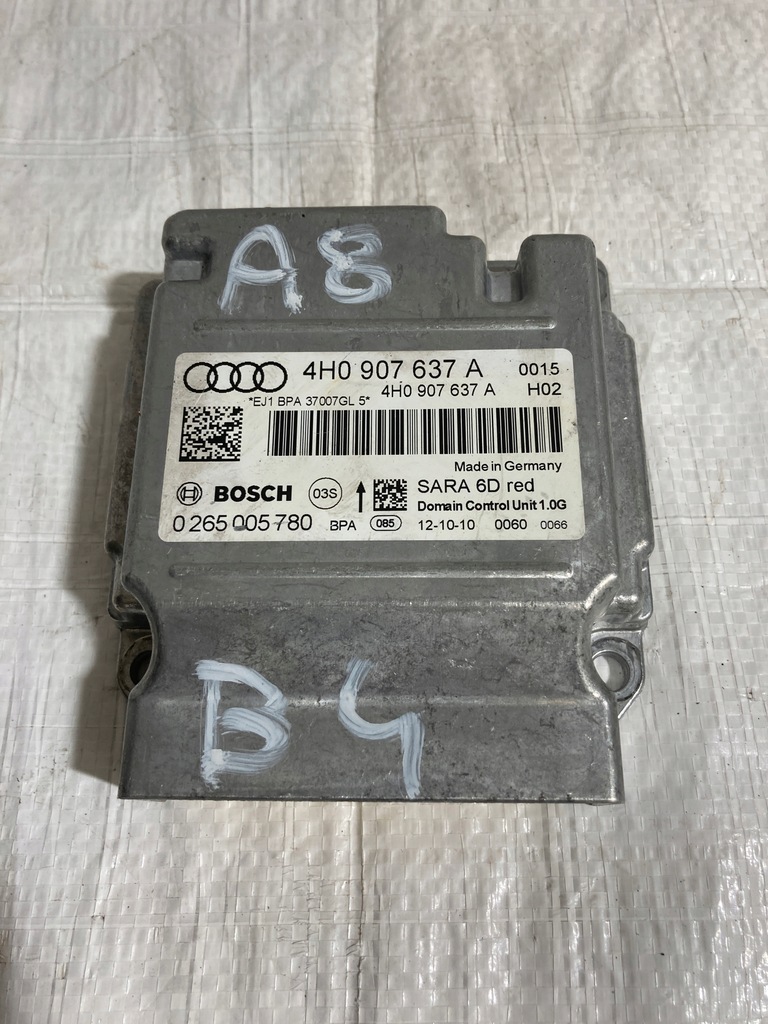 A8
4H0 907 637 A 0015
4H0 907 637 A H02
*EJ1 BPA 37007GL 5*
Made in Germany
BOSCH 03S SARA 6D red
Domain Control Unit 1.0G
0 265 005 780 BPA 085 12-10-10 0060 0066
B4